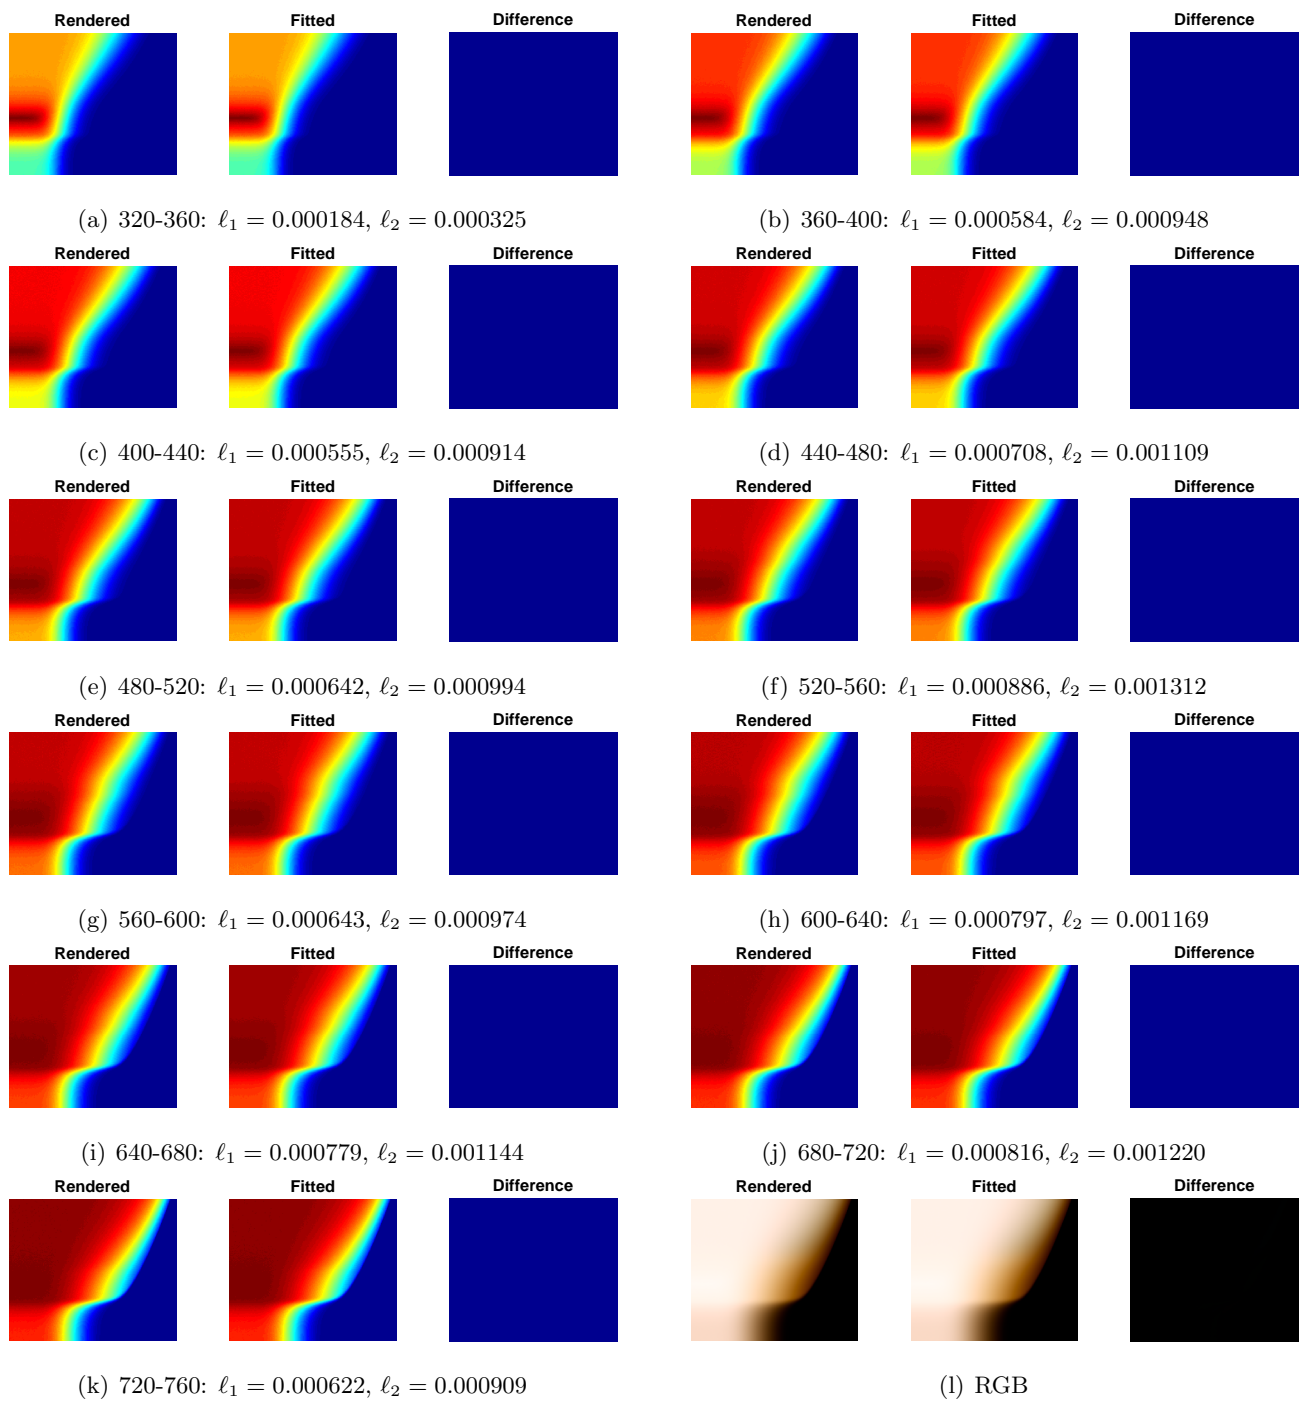 Rendered Fitted Difference Rendered Fitted Difference
(a) 320-360: ℓ₁ = 0.000184, ℓ₂ = 0.000325 (b) 360-400: ℓ₁ = 0.000584, ℓ₂ = 0.000948
Rendered Fitted Difference Rendered Fitted Difference
(c) 400-440: ℓ₁ = 0.000555, ℓ₂ = 0.000914 (d) 440-480: ℓ₁ = 0.000708, ℓ₂ = 0.001109
Rendered Fitted Difference Rendered Fitted Difference
(e) 480-520: ℓ₁ = 0.000642, ℓ₂ = 0.000994 (f) 520-560: ℓ₁ = 0.000886, ℓ₂ = 0.001312
Rendered Fitted Difference Rendered Fitted Difference
(g) 560-600: ℓ₁ = 0.000643, ℓ₂ = 0.000974 (h) 600-640: ℓ₁ = 0.000797, ℓ₂ = 0.001169
Rendered Fitted Difference Rendered Fitted Difference
(i) 640-680: ℓ₁ = 0.000779, ℓ₂ = 0.001144 (j) 680-720: ℓ₁ = 0.000816, ℓ₂ = 0.001220
Rendered Fitted Difference Rendered Fitted Difference
(k) 720-760: ℓ₁ = 0.000622, ℓ₂ = 0.000909 (l) RGB